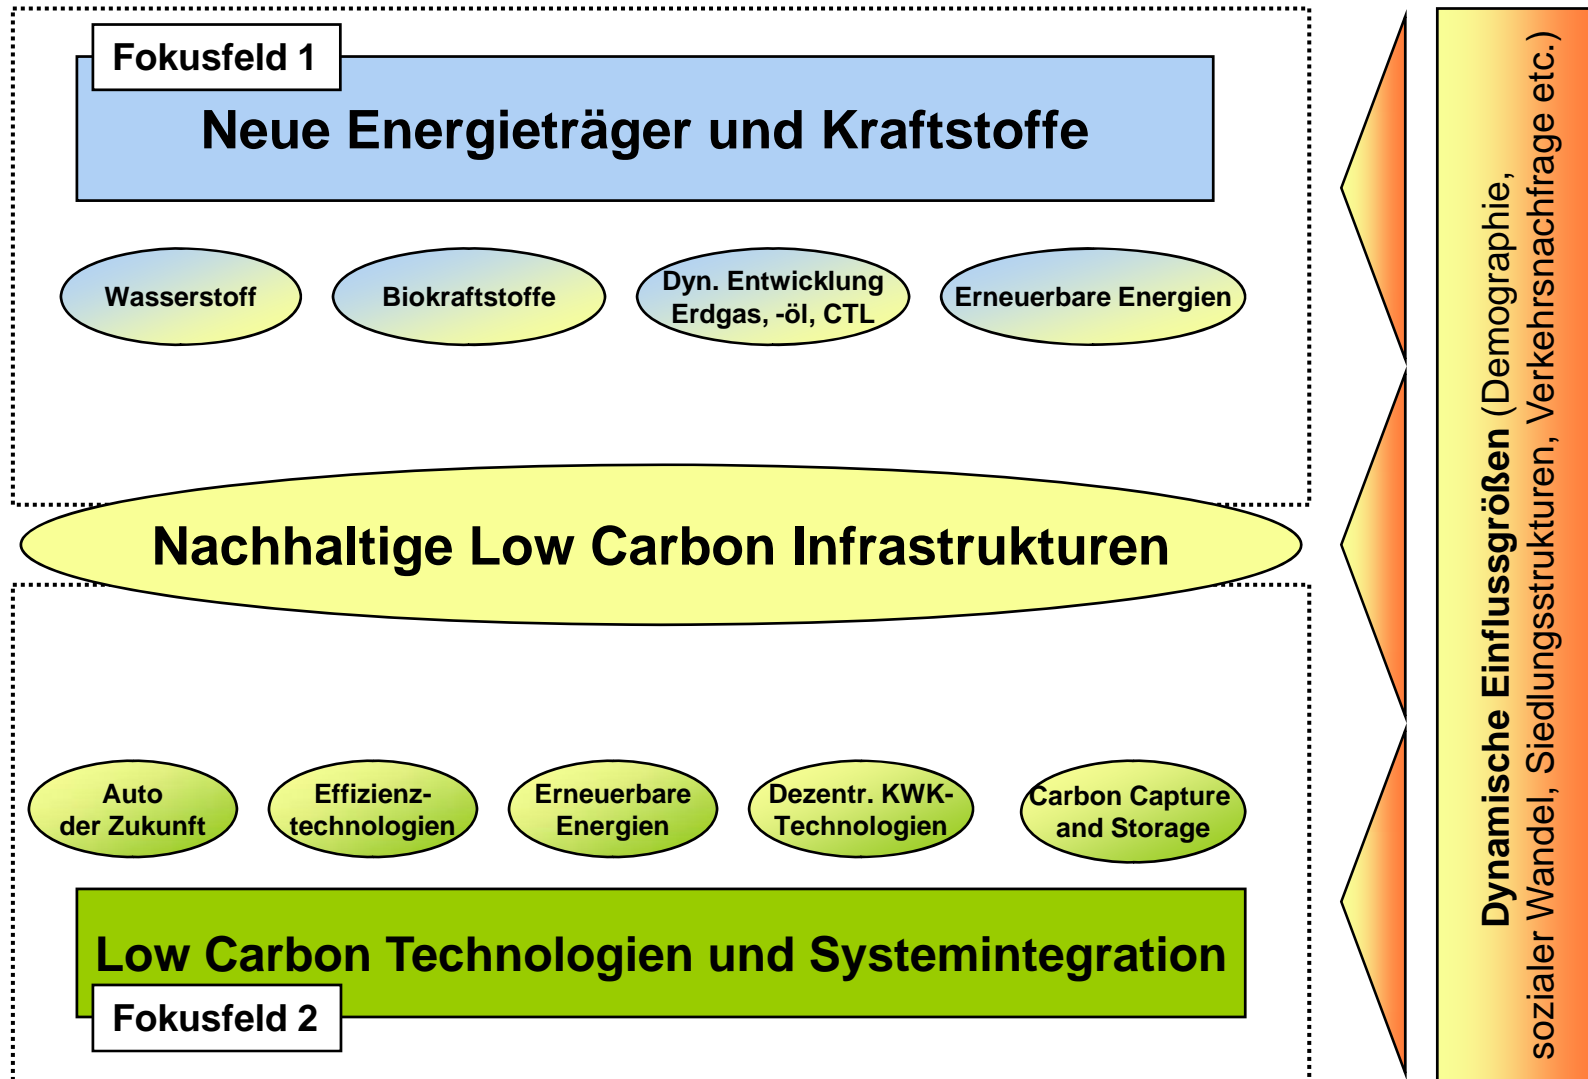 Fokusfeld 1
Neue Energieträger und Kraftstoffe
Wasserstoff
Biokraftstoffe
Dyn. Entwicklung
Erdgas, -öl, CTL
Erneuerbare Energien
Nachhaltige Low Carbon Infrastrukturen
Auto
der Zukunft
Effizienz-
technologien
Erneuerbare
Energien
Dezentr. KWK-
Technologien
Carbon Capture
and Storage
Low Carbon Technologien und Systemintegration
Fokusfeld 2
Dynamische Einflussgrößen (Demographie,
sozialer Wandel, Siedlungsstrukturen, Verkehrsnachfrage etc.)